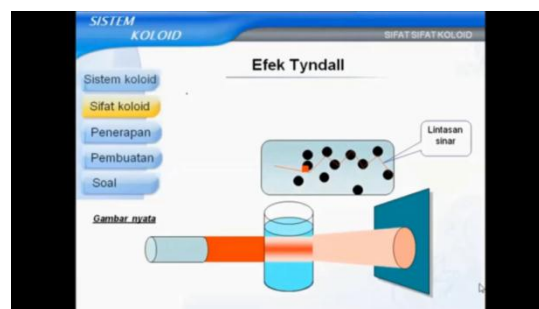 SISTEM
KOLOID
SIFAT SIFAT KOLOID
Efek Tyndall
Sistem koloid
Sifat koloid
Penerapan
Pembuatan
Soal
Lintasan
sinar
Gambar nyata